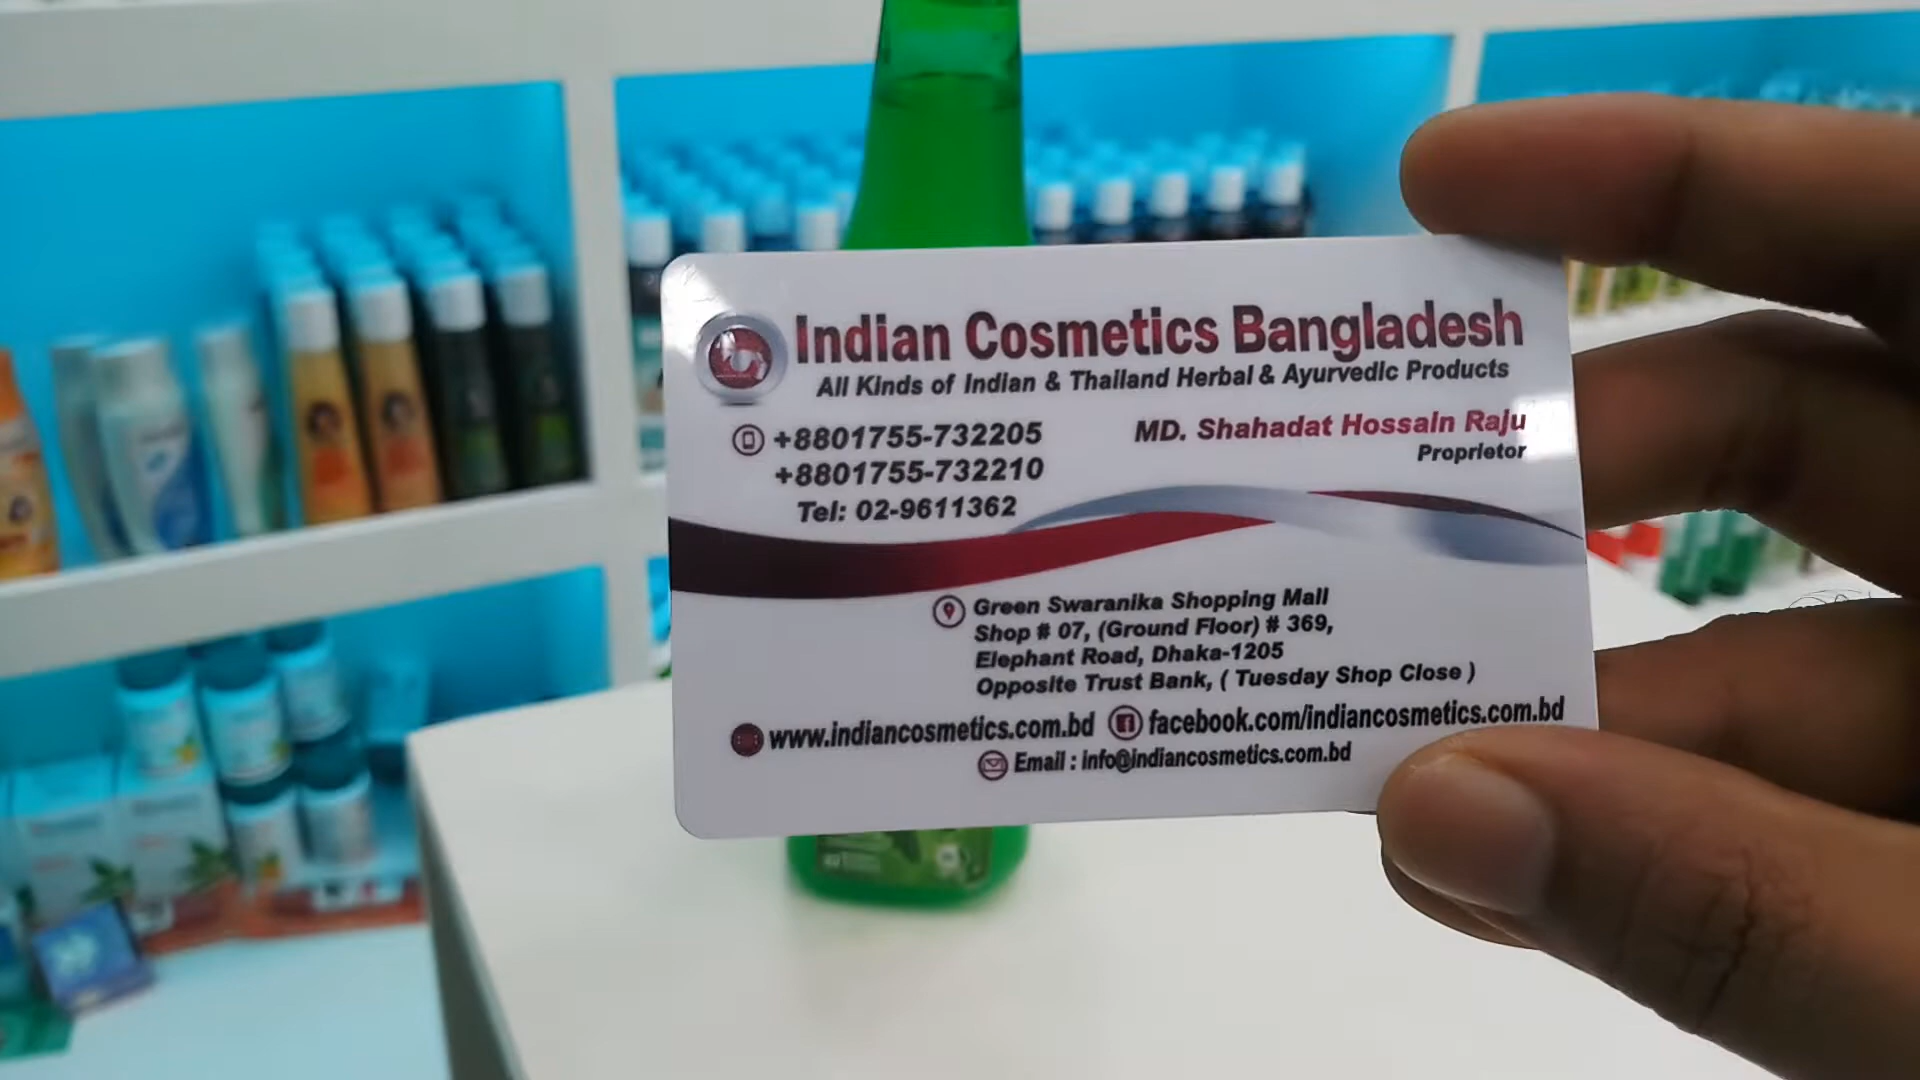 Indian Cosmetics Bangladesh
All Kinds of Indian & Thailand Herbal & Ayurvedic Products
+8801755-732205
+8801755-732210
Tel: 02-9611362
MD. Shahadat Hossain Raju
Proprietor
Green Swaranika Shopping Mall
Shop # 07, (Ground Floor) # 369,
Elephant Road, Dhaka-1205
Opposite Trust Bank, ( Tuesday Shop Close )
www.indiancosmetics.com.bd
facebook.com/indiancosmetics.com.bd
Email : info@indiancosmetics.com.bd